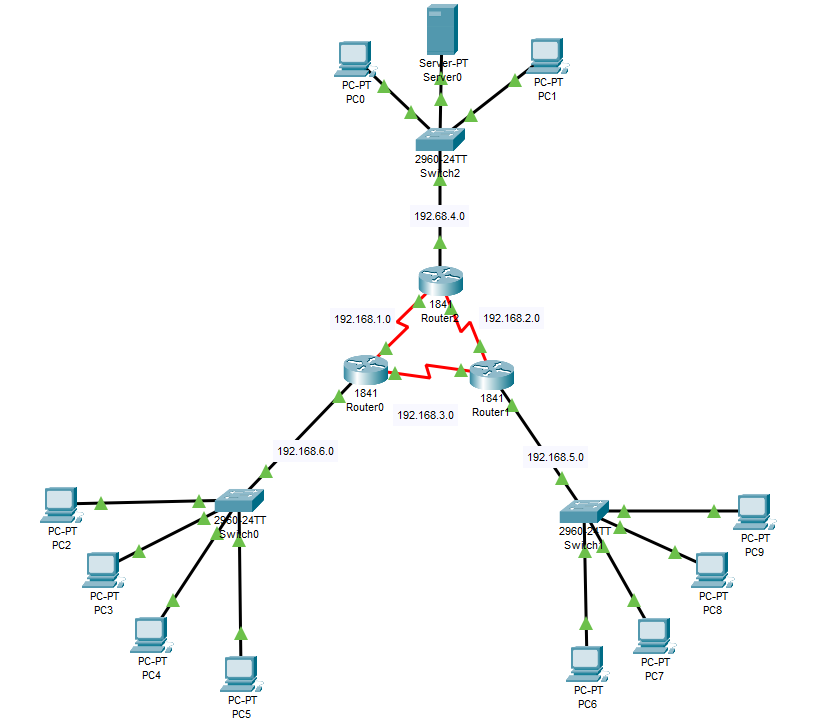 Server-PT
Server0
PC-PT
PC0
PC-PT
PC1
2960-24TT
Switch2
192.68.4.0
1841
Router2
192.168.1.0
192.168.2.0
1841
Router0
1841
Router1
192.168.3.0
192.168.6.0
192.168.5.0
2960-24TT
Switch0
2960-24TT
Switch1
PC-PT
PC2
PC-PT
PC3
PC-PT
PC4
PC-PT
PC5
PC-PT
PC9
PC-PT
PC8
PC-PT
PC7
PC-PT
PC6